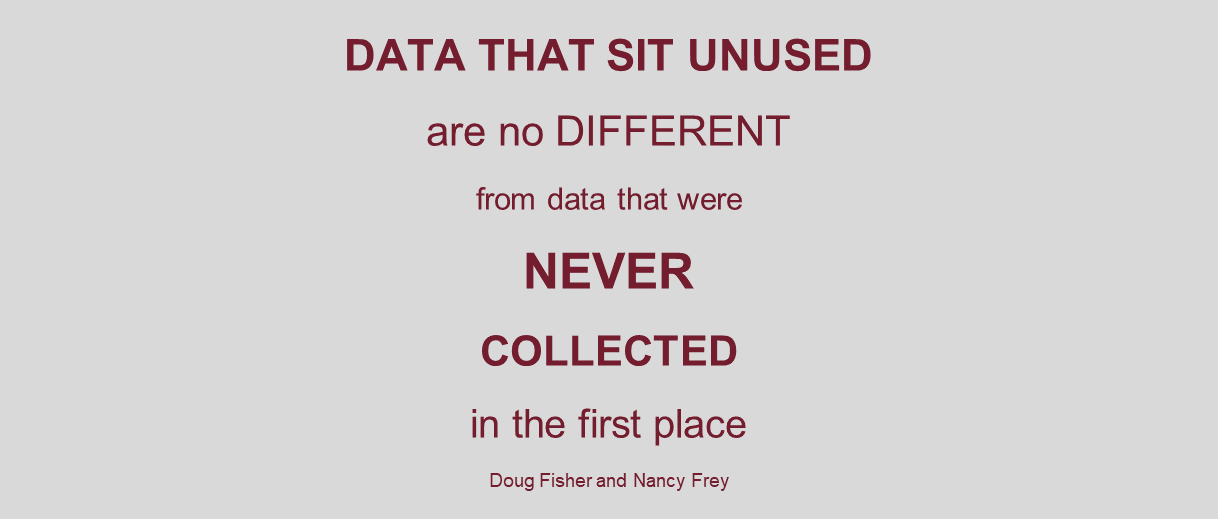 DATA THAT SIT UNUSED
are no DIFFERENT
from data that were
NEVER
COLLECTED
in the first place
Doug Fisher and Nancy Frey